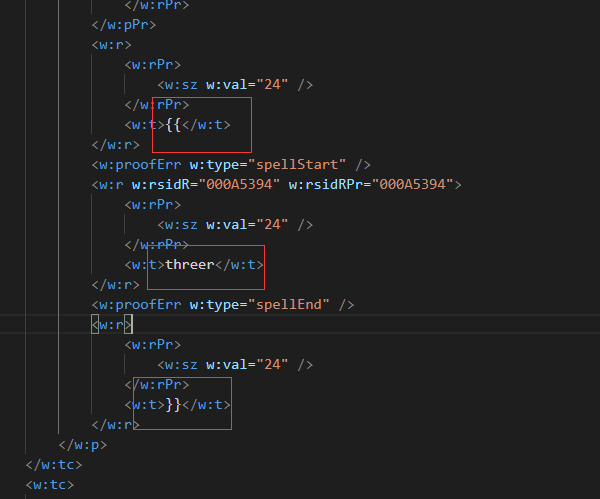 </w:rPr>
</w:pPr>
<w:r>
<w:rPr>
<w:sz w:val="24" />
</w:rPr>
<w:t>{{</w:t>
</w:r>
<w:proofErr w:type="spellStart" />
<w:r w:rsidR="000A5394" w:rsidRPr="000A5394">
<w:rPr>
<w:sz w:val="24" />
</w:rPr>
<w:t>threer</w:t>
</w:r>
<w:proofErr w:type="spellEnd" />
<w:r>
<w:rPr>
<w:sz w:val="24" />
</w:rPr>
<w:t>}}</w:t>
</w:r>
</w:p>
</w:tc>
<w:tc>